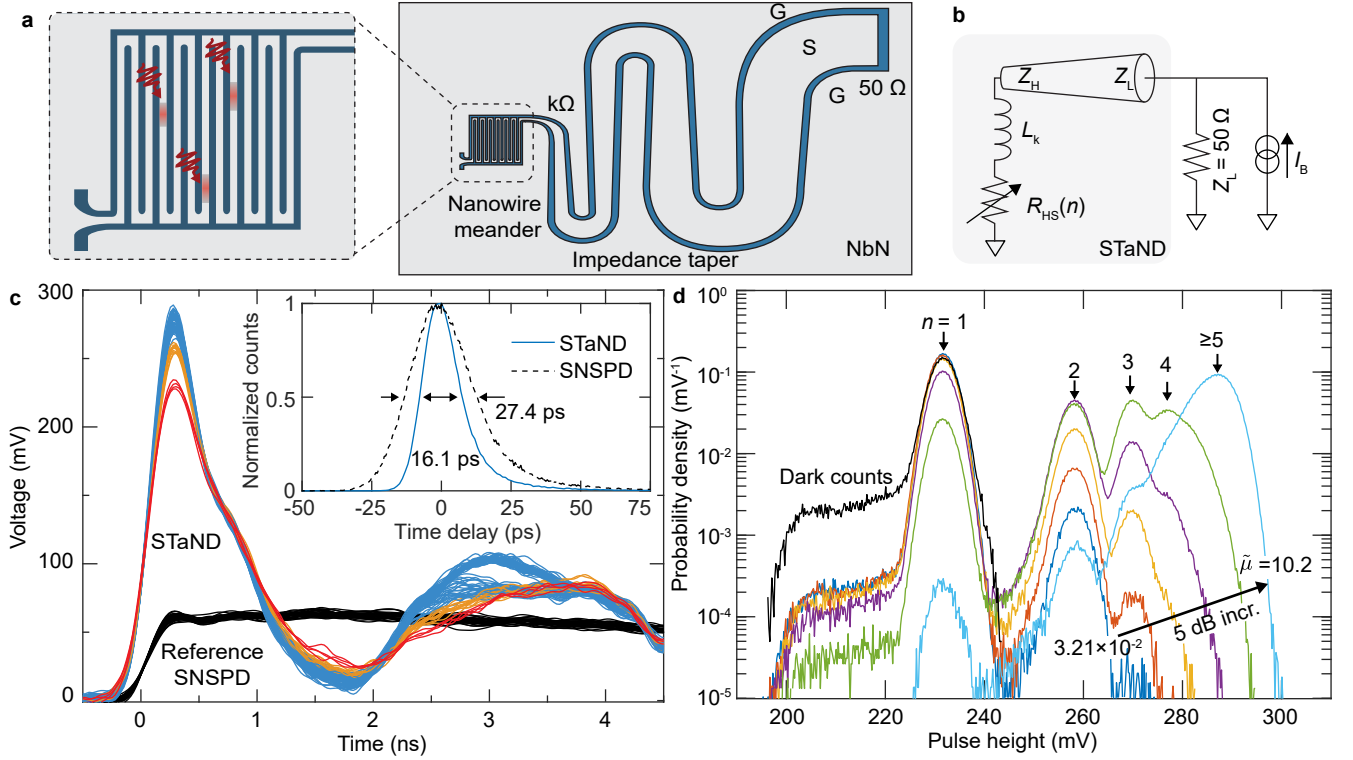 a
G
S
G
50 Ω
kΩ
Nanowire
meander
Impedance taper
NbN
b
Z_H
Z_L
L_k
R_HS(n)
Z_L = 50 Ω
I_B
STaND
c
300
200
100
0
Voltage (mV)
0
1
2
3
4
Time (ns)
STaND
Reference
SNSPD
1
0.5
0
Normalized counts
-50
-25
0
25
50
75
Time delay (ps)
STaND
SNSPD
27.4 ps
16.1 ps
d
10^0
10^-1
10^-2
10^-3
10^-4
10^-5
Probability density (mV^-1)
200
220
240
260
280
300
Pulse height (mV)
Dark counts
n = 1
2
3
4
≥5
μ̃ =10.2
5 dB incr.
3.21×10^-2